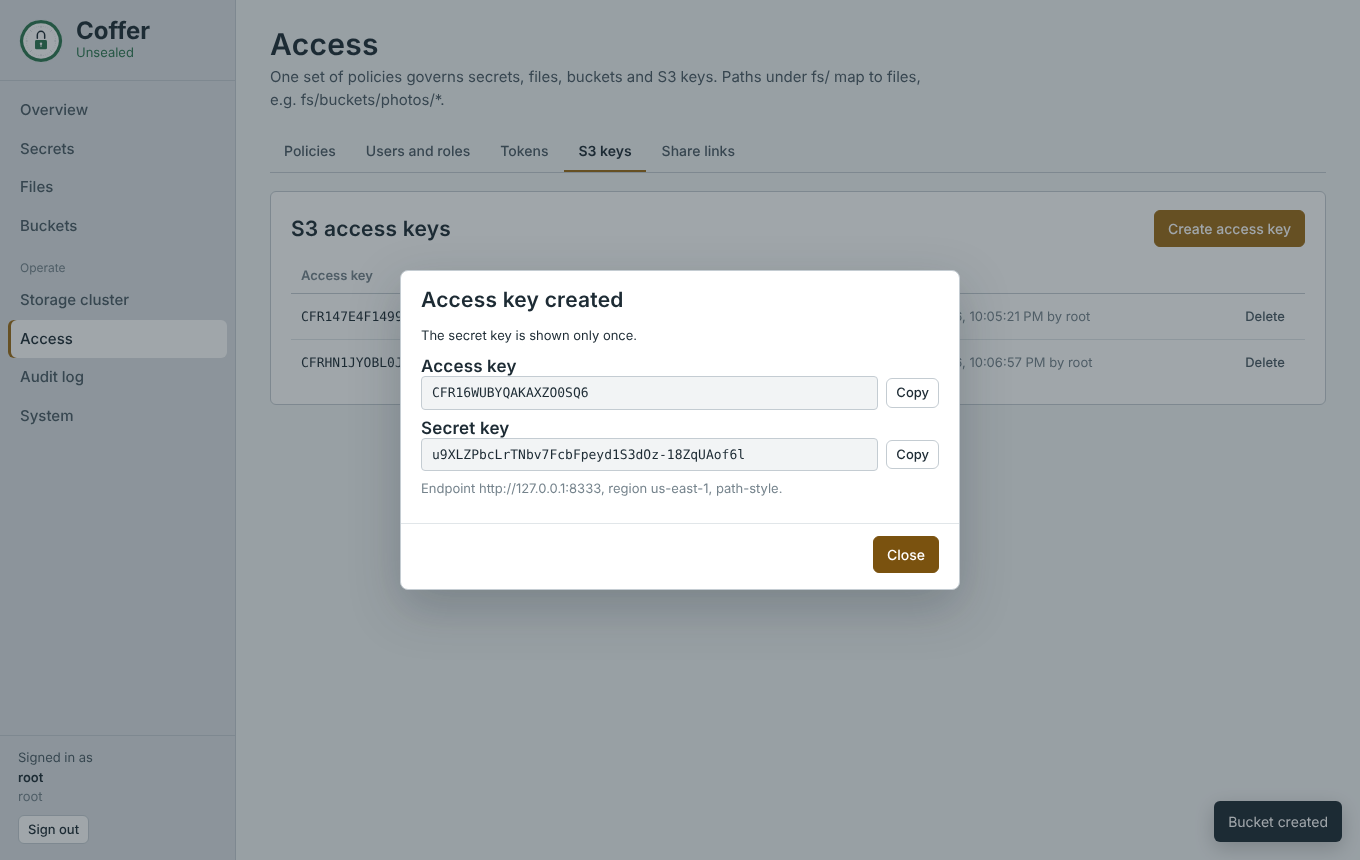 Coffer
Unsealed
Overview
Secrets
Files
Buckets
Operate
Storage cluster
Access
Audit log
System
Signed in as
root
root
Sign out
Access
One set of policies governs secrets, files, buckets and S3 keys. Paths under fs/ map to files,
e.g. fs/buckets/photos/*.
Policies Users and roles Tokens S3 keys Share links
S3 access keys
Create access key
Access key
CFR147E4F1499 10:05:21 PM by root Delete
CFRHN1JYOBL0 10:06:57 PM by root Delete
Access key created
The secret key is shown only once.
Access key
CFR16WUBYQAKAXZO0SQ6 Copy
Secret key
u9XLZPbcLrTNbv7FcbFpeyd1S3dOz-18ZqUAof6l Copy
Endpoint http://127.0.0.1:8333, region us-east-1, path-style.
Close
Bucket created